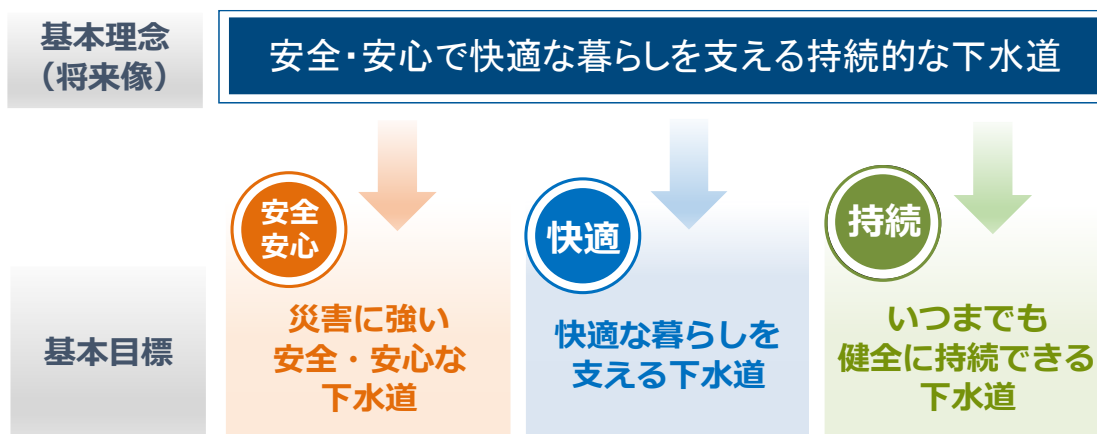 基本理念
（将来像）
安全・安心で快適な暮らしを支える持続的な下水道
安全
安心
快適
持続
基本目標
災害に強い
安全・安心な
下水道
快適な暮らしを
支える下水道
いつまでも
健全に持続できる
下水道